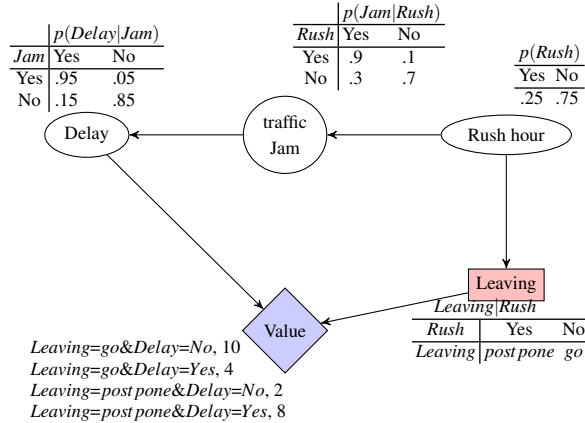 p(Delay|Jam)
Jam Yes No
Yes .95 .05
No .15 .85
p(Jam|Rush)
Rush Yes No
Yes .9 .1
No .3 .7
p(Rush)
Yes No
.25 .75
Delay
traffic
Jam
Rush hour
Leaving
Leaving|Rush
Rush Yes No
Leaving postpone go
Value
Leaving=go&Delay=No, 10
Leaving=go&Delay=Yes, 4
Leaving=postpone&Delay=No, 2
Leaving=postpone&Delay=Yes, 8